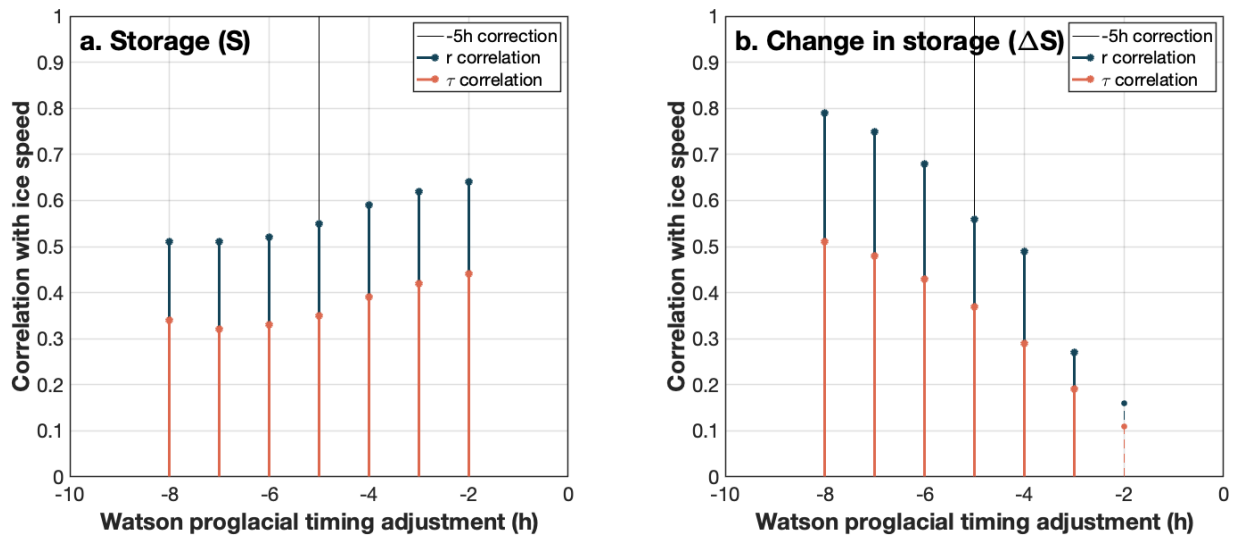 a. Storage (S)
-5h correction
r correlation
τ correlation
1
0.9
0.8
0.7
0.6
0.5
0.4
0.3
0.2
0.1
0
Correlation with ice speed
-10
-8
-6
-4
-2
0
Watson proglacial timing adjustment (h)
b. Change in storage (ΔS)
-5h correction
r correlation
τ correlation
1
0.9
0.8
0.7
0.6
0.5
0.4
0.3
0.2
0.1
0
Correlation with ice speed
-10
-8
-6
-4
-2
0
Watson proglacial timing adjustment (h)